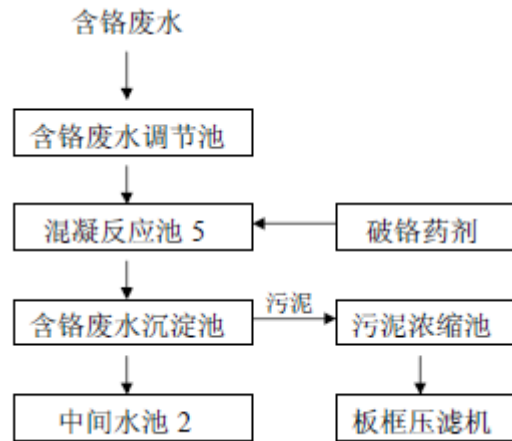 含铬废水
含铬废水调节池
混凝反应池 5
破铬药剂
含铬废水沉淀池
污泥
污泥浓缩池
中间水池 2
板框压滤机